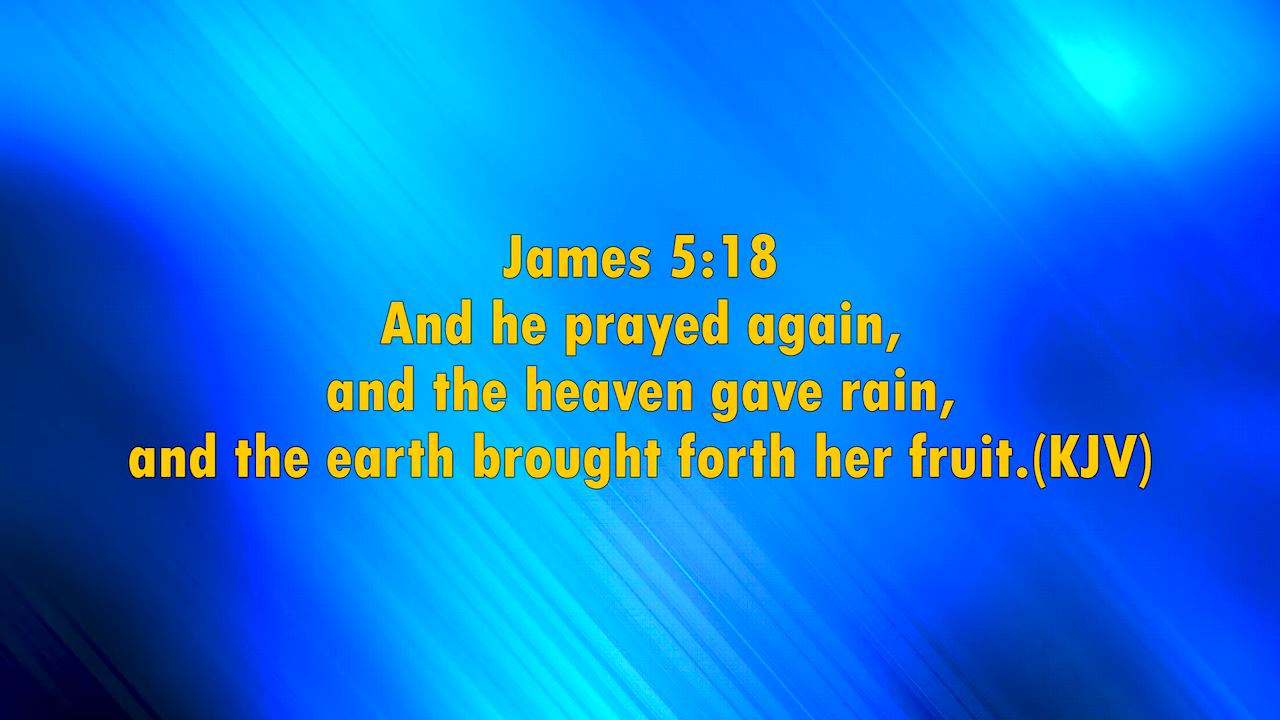 James 5:18
And he prayed again,
and the heaven gave rain,
and the earth brought forth her fruit.(KJV)